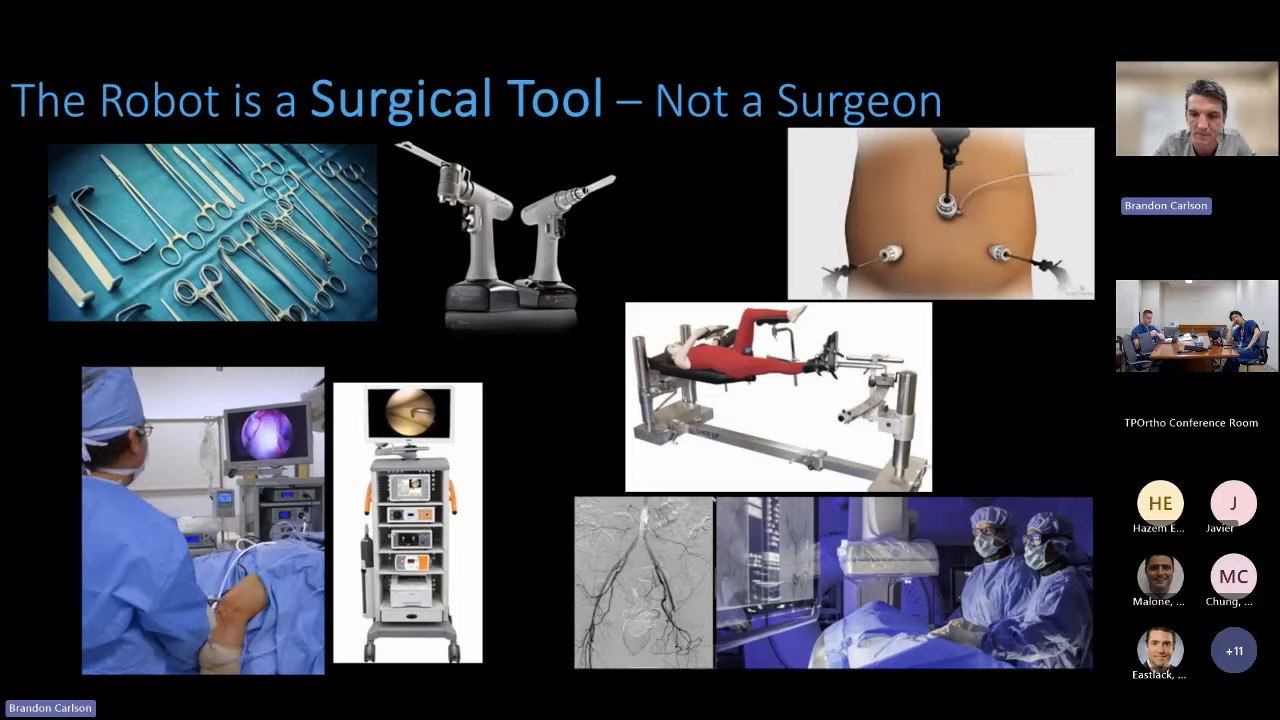 The Robot is a Surgical Tool – Not a Surgeon
Brandon Carlson
TPOrtho Conference Room
HE
Hazem E...
J
Javier
Malone, ...
MC
Chung, ...
Eastlack, ...
+11
Brandon Carlson